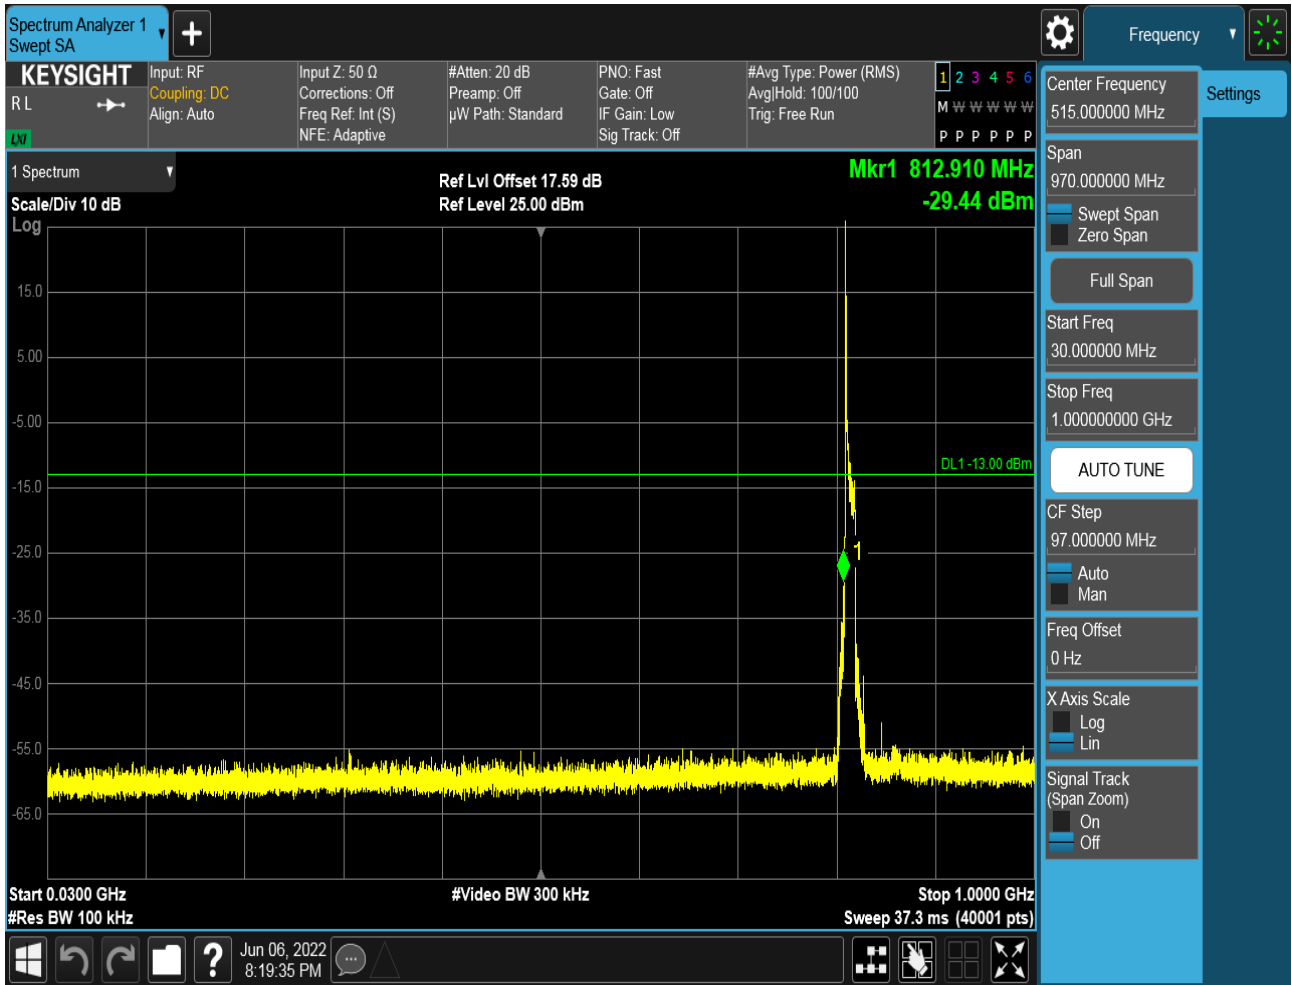 Spectrum Analyzer 1
Swept SA
Frequency
KEYSIGHT
R L
LXI
Input: RF
Coupling: DC
Align: Auto
Input Z: 50 Ω
Corrections: Off
Freq Ref: Int (S)
NFE: Adaptive
#Atten: 20 dB
Preamp: Off
µW Path: Standard
PNO: Fast
Gate: Off
IF Gain: Low
Sig Track: Off
#Avg Type: Power (RMS)
Avg|Hold: 100/100
Trig: Free Run
1 2 3 4 5 6
M W W W W W
P P P P P P
1 Spectrum
Scale/Div 10 dB
Log
Ref Lvl Offset 17.59 dB
Ref Level 25.00 dBm
Mkr1 812.910 MHz
-29.44 dBm
15.0
5.00
-5.00
DL1 -13.00 dBm
-15.0
1
-25.0
-35.0
-45.0
-55.0
-65.0
Start 0.0300 GHz
#Res BW 100 kHz
#Video BW 300 kHz
Stop 1.0000 GHz
Sweep 37.3 ms (40001 pts)
Jun 06, 2022
8:19:35 PM
Center Frequency
515.000000 MHz
Span
970.000000 MHz
Swept Span
Zero Span
Full Span
Start Freq
30.000000 MHz
Stop Freq
1.000000000 GHz
AUTO TUNE
CF Step
97.000000 MHz
Auto
Man
Freq Offset
0 Hz
X Axis Scale
Log
Lin
Signal Track
(Span Zoom)
On
Off
Settings